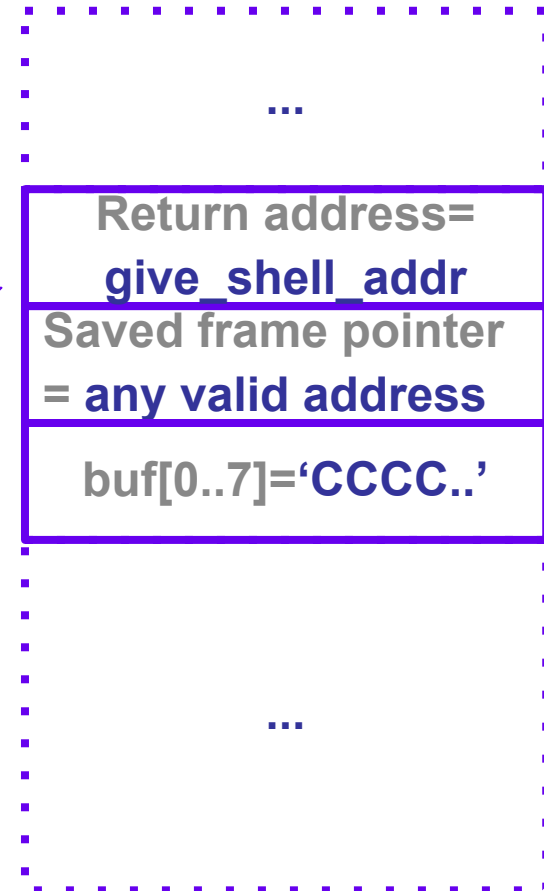 ...
Return address=
give_shell_addr
Saved frame pointer
= any valid address
buf[0..7]=‘CCCC..’
...